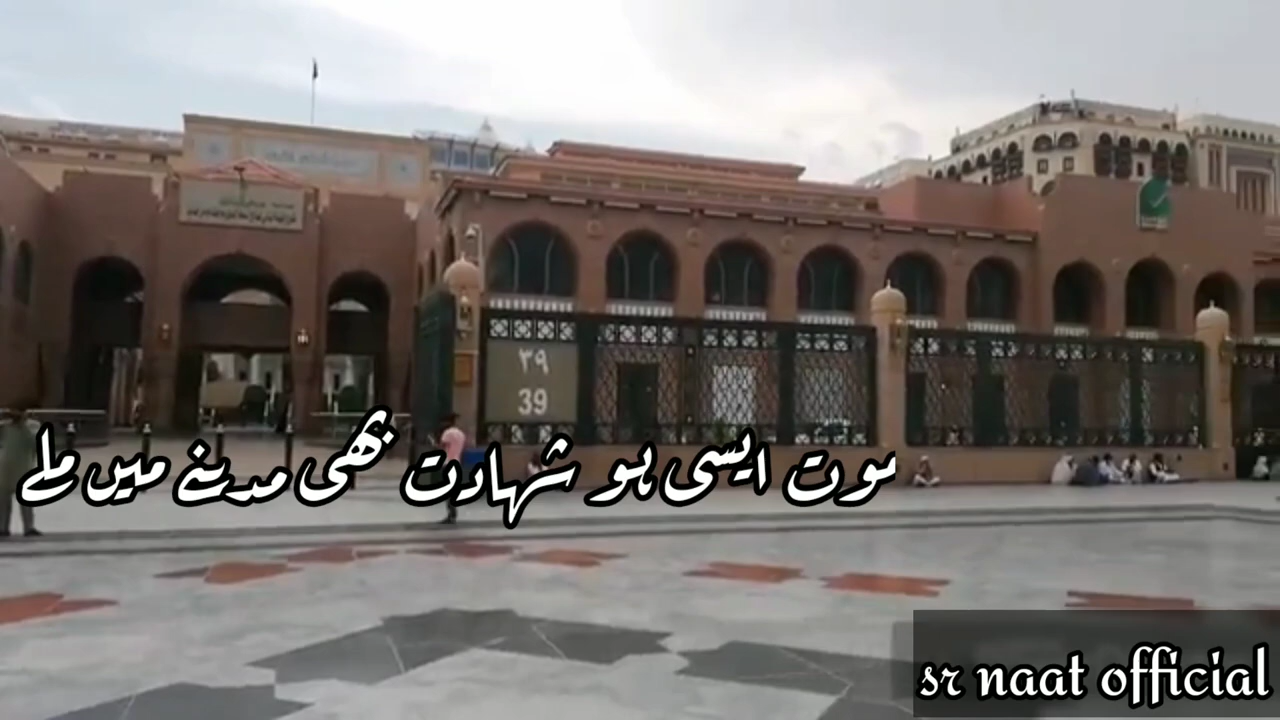 ٣٩
39
موت ایسی ہو شہادت بھی مدینے میں ملے
sr naat official